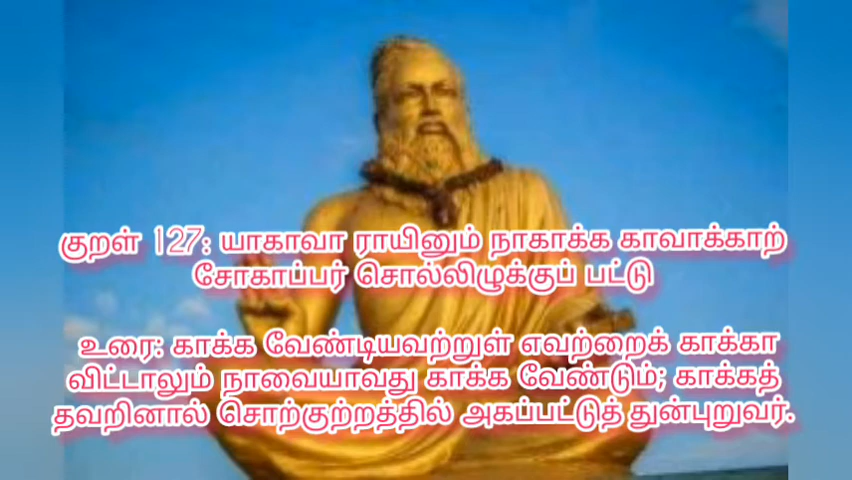 குறள் 127: யாகாவா ராயினும் நாகாக்க காவாக்காற்
சோகாப்பர் சொல்லிழுக்குப் பட்டு
உரை: காக்க வேண்டியவற்றுள் எவற்றைக் காக்கா
விட்டாலும் நாவையாவது காக்க வேண்டும்; காக்கத்
தவறினால் சொற்குற்றத்தில் அகப்பட்டுத் துன்புறுவர்.